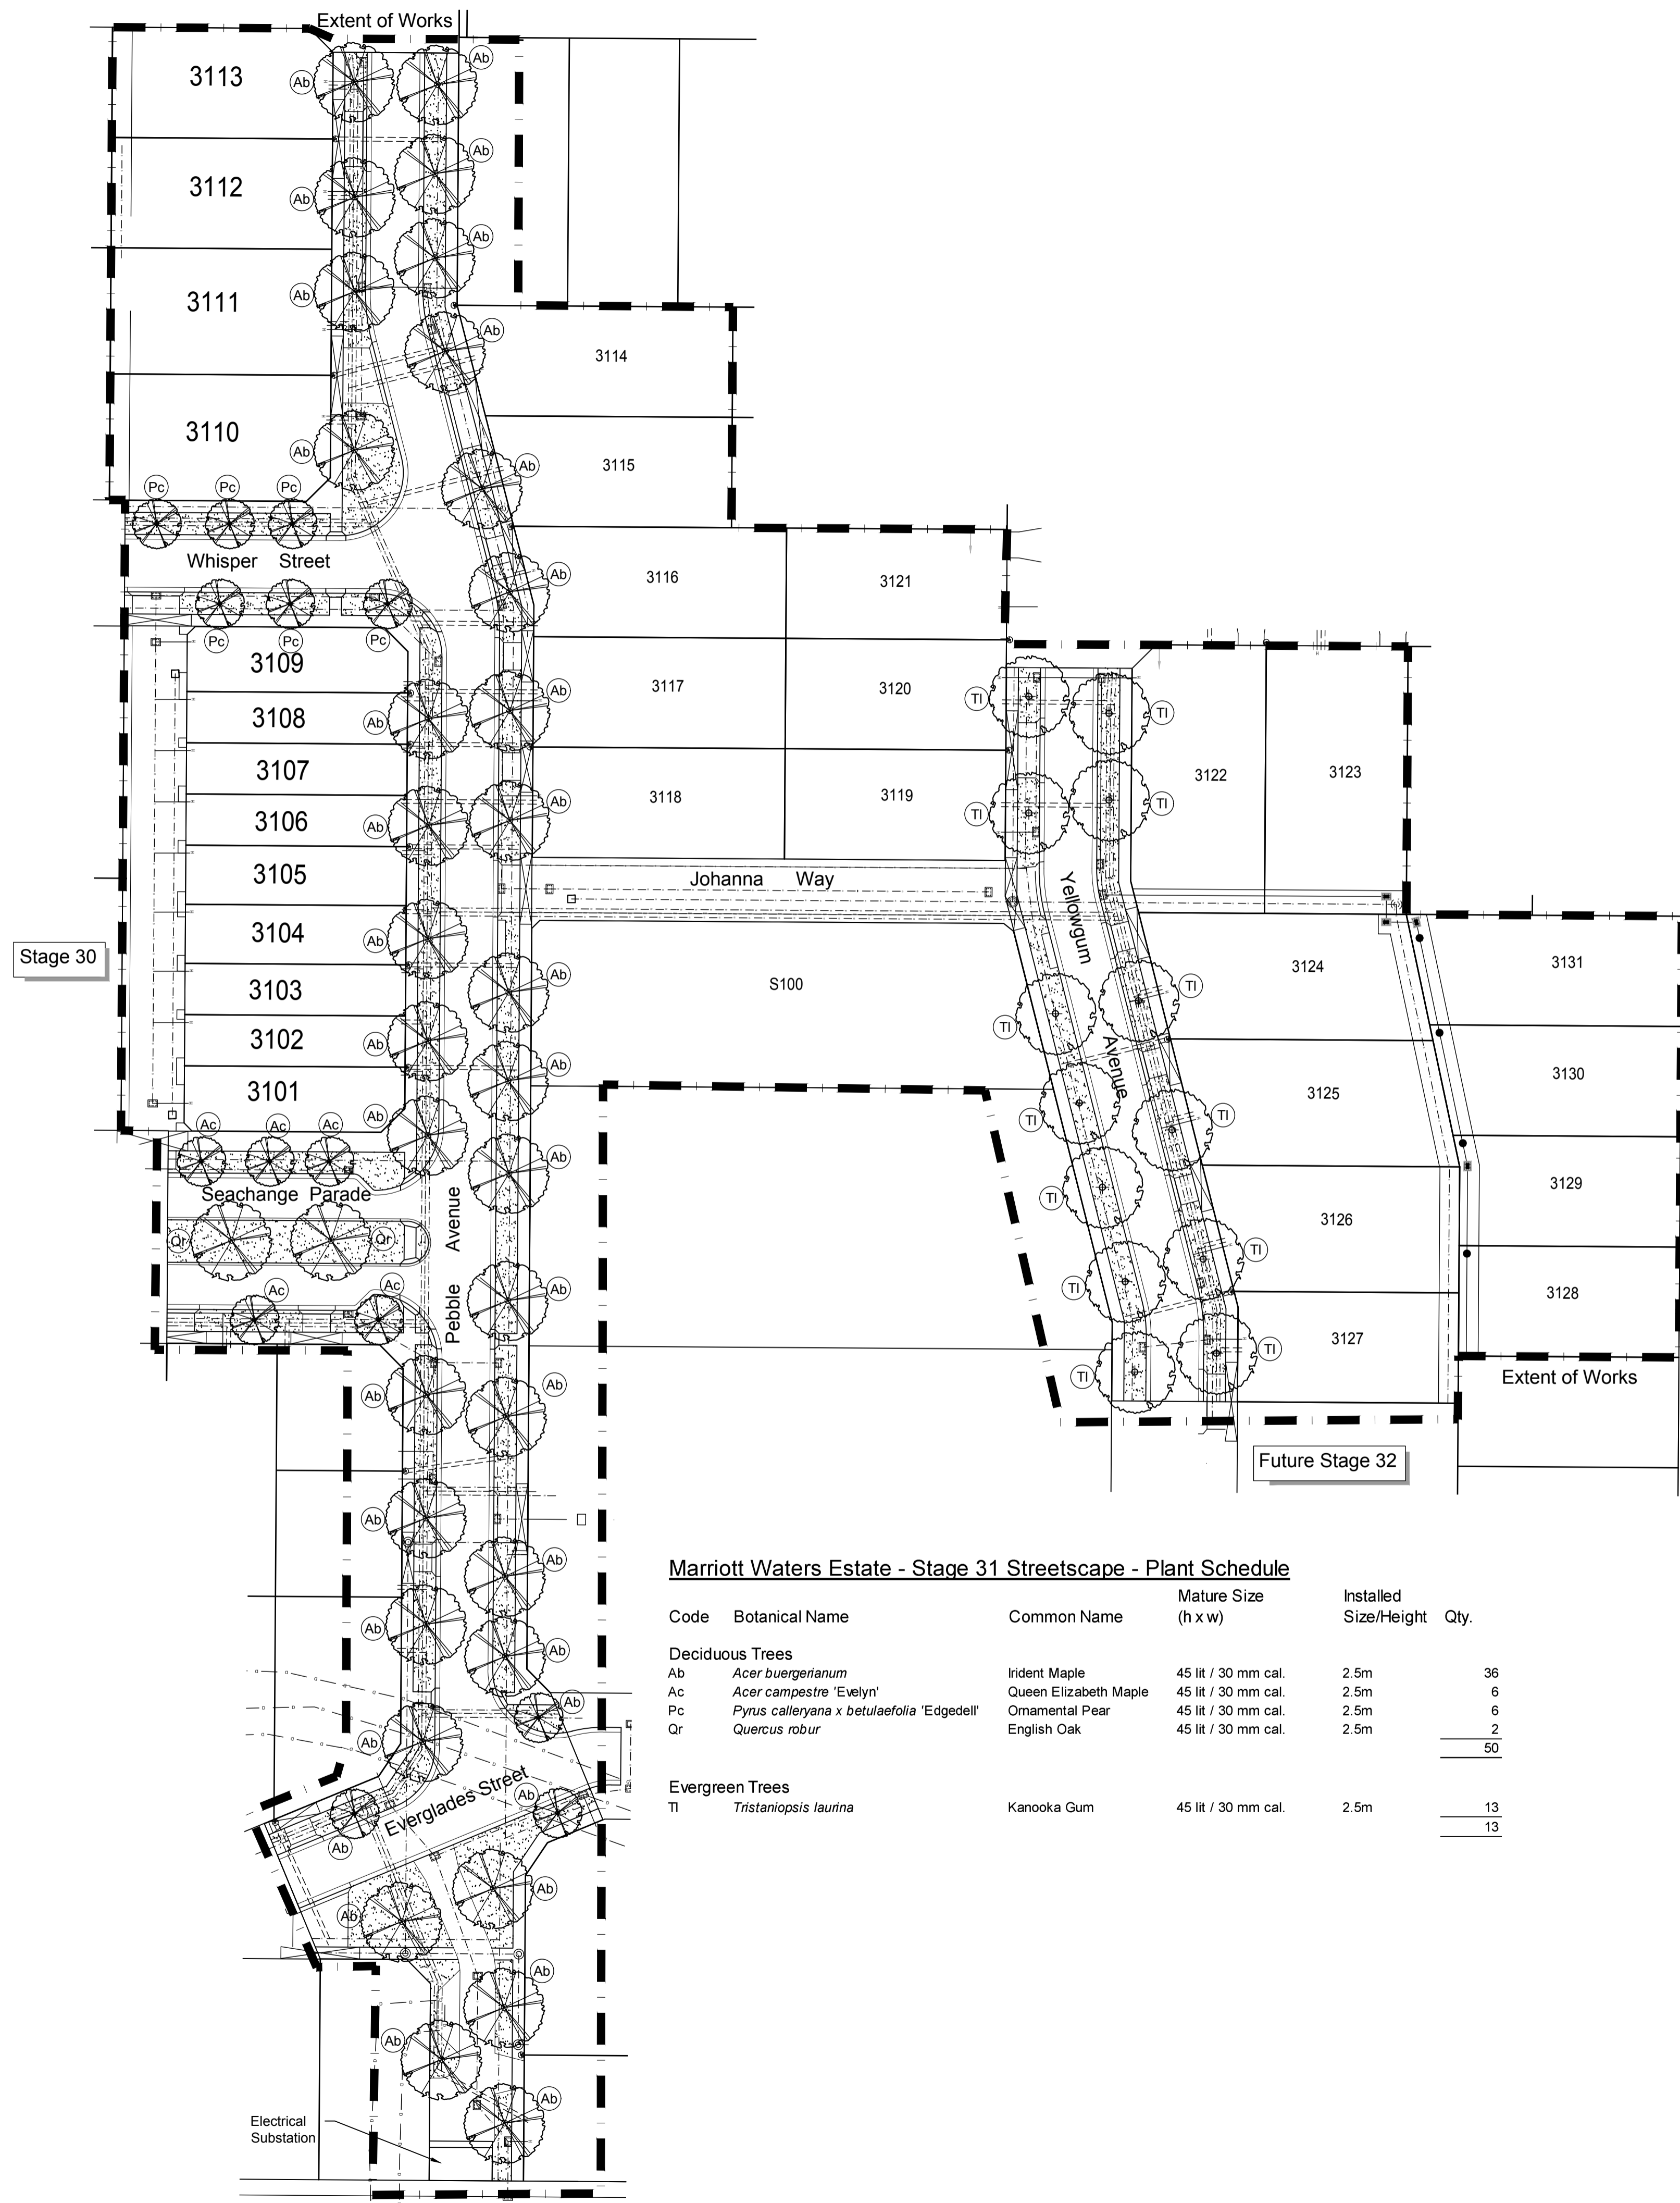 Extent of Works
Ab
3113
Ab
Ab
3112
Ab
Ab
3111
Ab
Ab
3114
3110
Ab
Ab
3115
Pc Pc Pc
Whisper Street
Ab
3116 3121
Pc Pc Pc
3109
3117 3120
Ab
3108
Ab
Tl Tl
3107
3118 3119
3122 3123
Ab
3106
Ab
Tl Tl
3105
Johanna Way
Yellowgum
Avenue
3104
Ab
Stage 30
Ab
3103
S100
Tl
3124
3131
3102
Ab
Tl
Ab
3101
Ab
Tl
Tl
3125
3130
Ac Ac Ac
Ab
Seachange Parade
Tl
3129
Qr Qr
Pebble Avenue
3126
Tl
Tl
Ac Ac
Ab
3128
3127
Tl
Tl
Extent of Works
Ab
Ab
Future Stage 32
Ab
Ab
Ab
Ab
Ab
Ab
Everglades Street
Ab
Ab
Ab
Ab
Ab
Ab
Ab
Electrical
Substation
Marriott Waters Estate - Stage 31 Streetscape - Plant Schedule
Mature Size Installed
Code Botanical Name Common Name (h x w) Size/Height Qty.
Deciduous Trees
Ab Acer buergerianum Irident Maple 45 lit / 30 mm cal. 2.5m 36
Ac Acer campestre 'Evelyn' Queen Elizabeth Maple 45 lit / 30 mm cal. 2.5m 6
Pc Pyrus calleryana x betulaefolia 'Edgedell' Ornamental Pear 45 lit / 30 mm cal. 2.5m 6
Qr Quercus robur English Oak 45 lit / 30 mm cal. 2.5m 2
50
Evergreen Trees
Tl Tristaniopsis laurina Kanooka Gum 45 lit / 30 mm cal. 2.5m 13
13